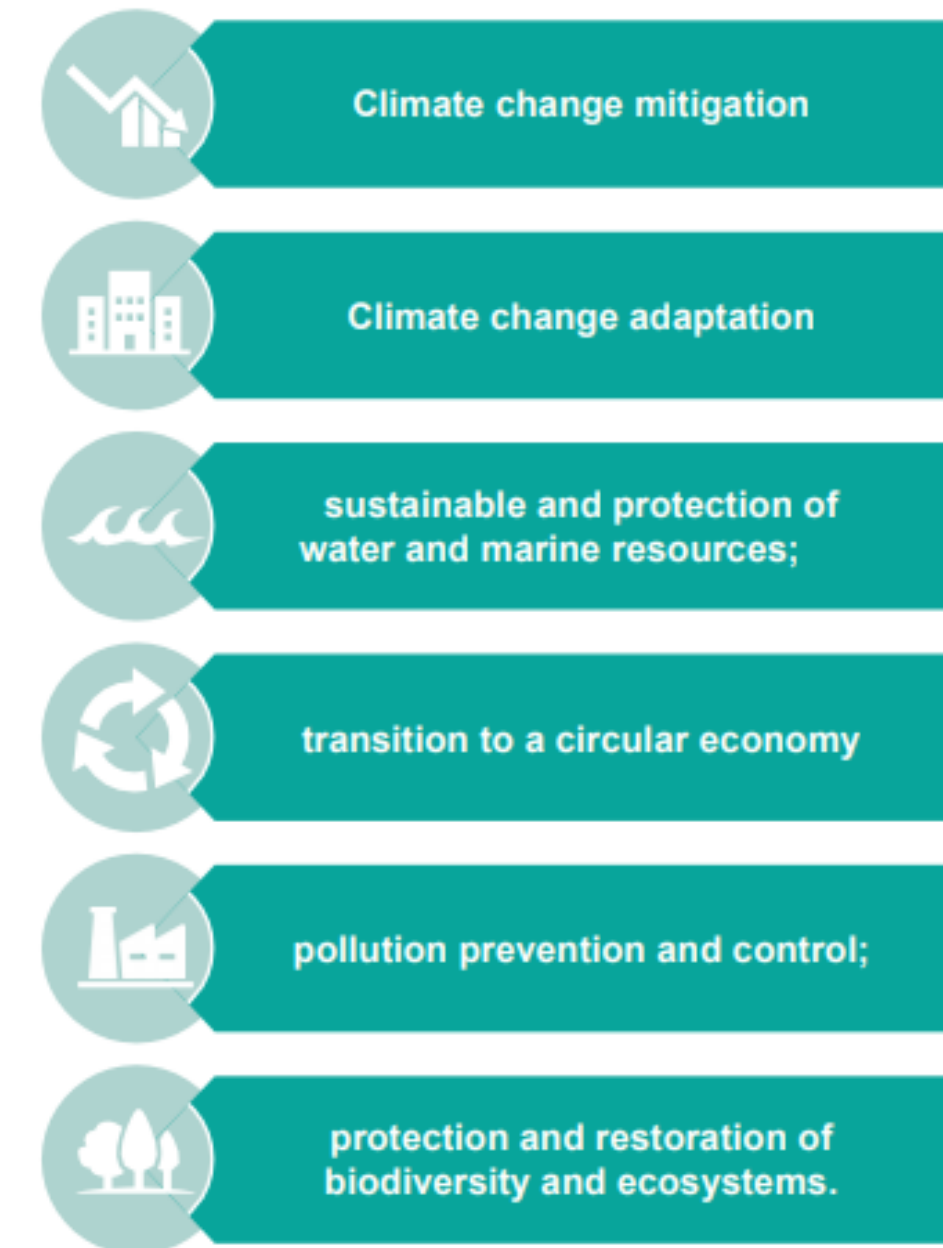 Climate change mitigation
Climate change adaptation
sustainable and protection of
water and marine resources;
transition to a circular economy
pollution prevention and control;
protection and restoration of
biodiversity and ecosystems.